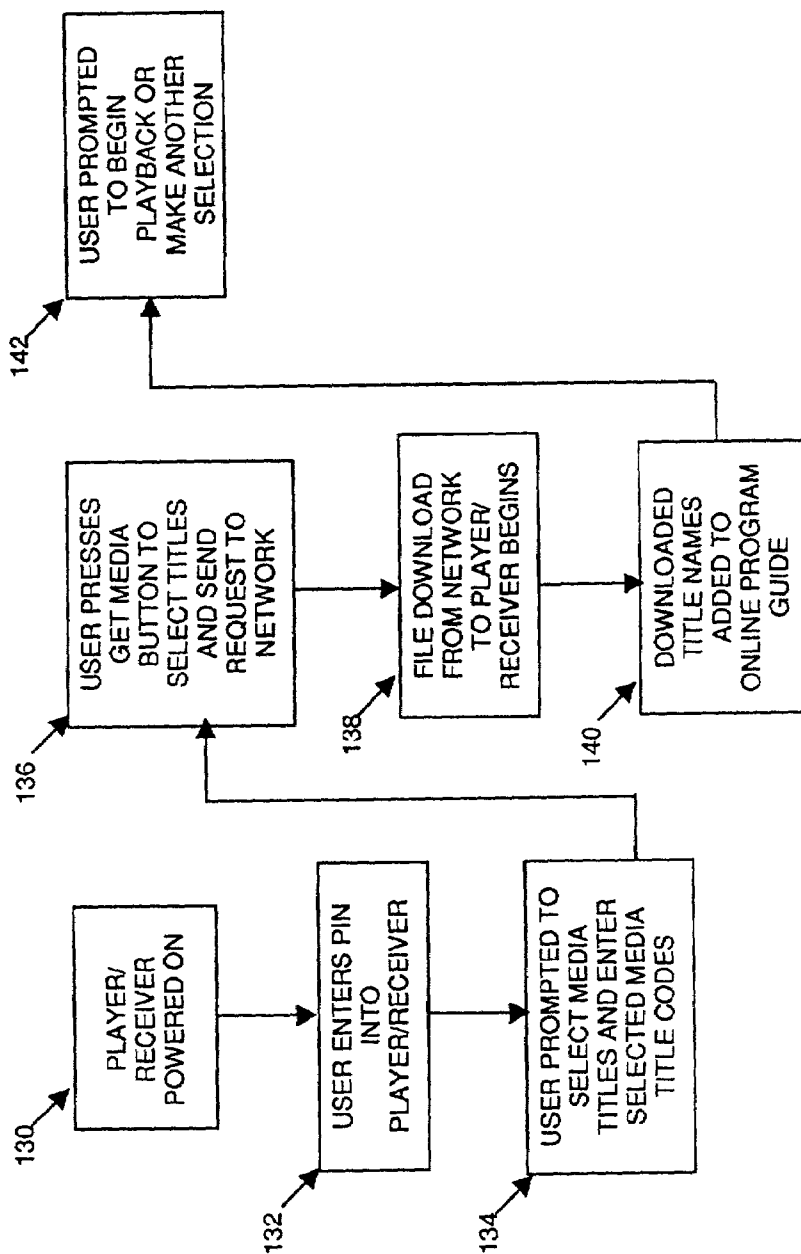 130
PLAYER/
RECEIVER
POWERED ON
132
USER ENTERS PIN
INTO
PLAYER/RECEIVER
134
USER PROMPTED TO
SELECT MEDIA
TITLES AND ENTER
SELECTED MEDIA
TITLE CODES
136
USER PRESSES
GET MEDIA
BUTTON TO
SELECT TITLES
AND SEND
REQUEST TO
NETWORK
138
FILE DOWNLOAD
FROM NETWORK
TO PLAYER/
RECEIVER BEGINS
140
DOWNLOADED
TITLE NAMES
ADDED TO
ONLINE PROGRAM
GUIDE
142
USER PROMPTED
TO BEGIN
PLAYBACK OR
MAKE ANOTHER
SELECTION